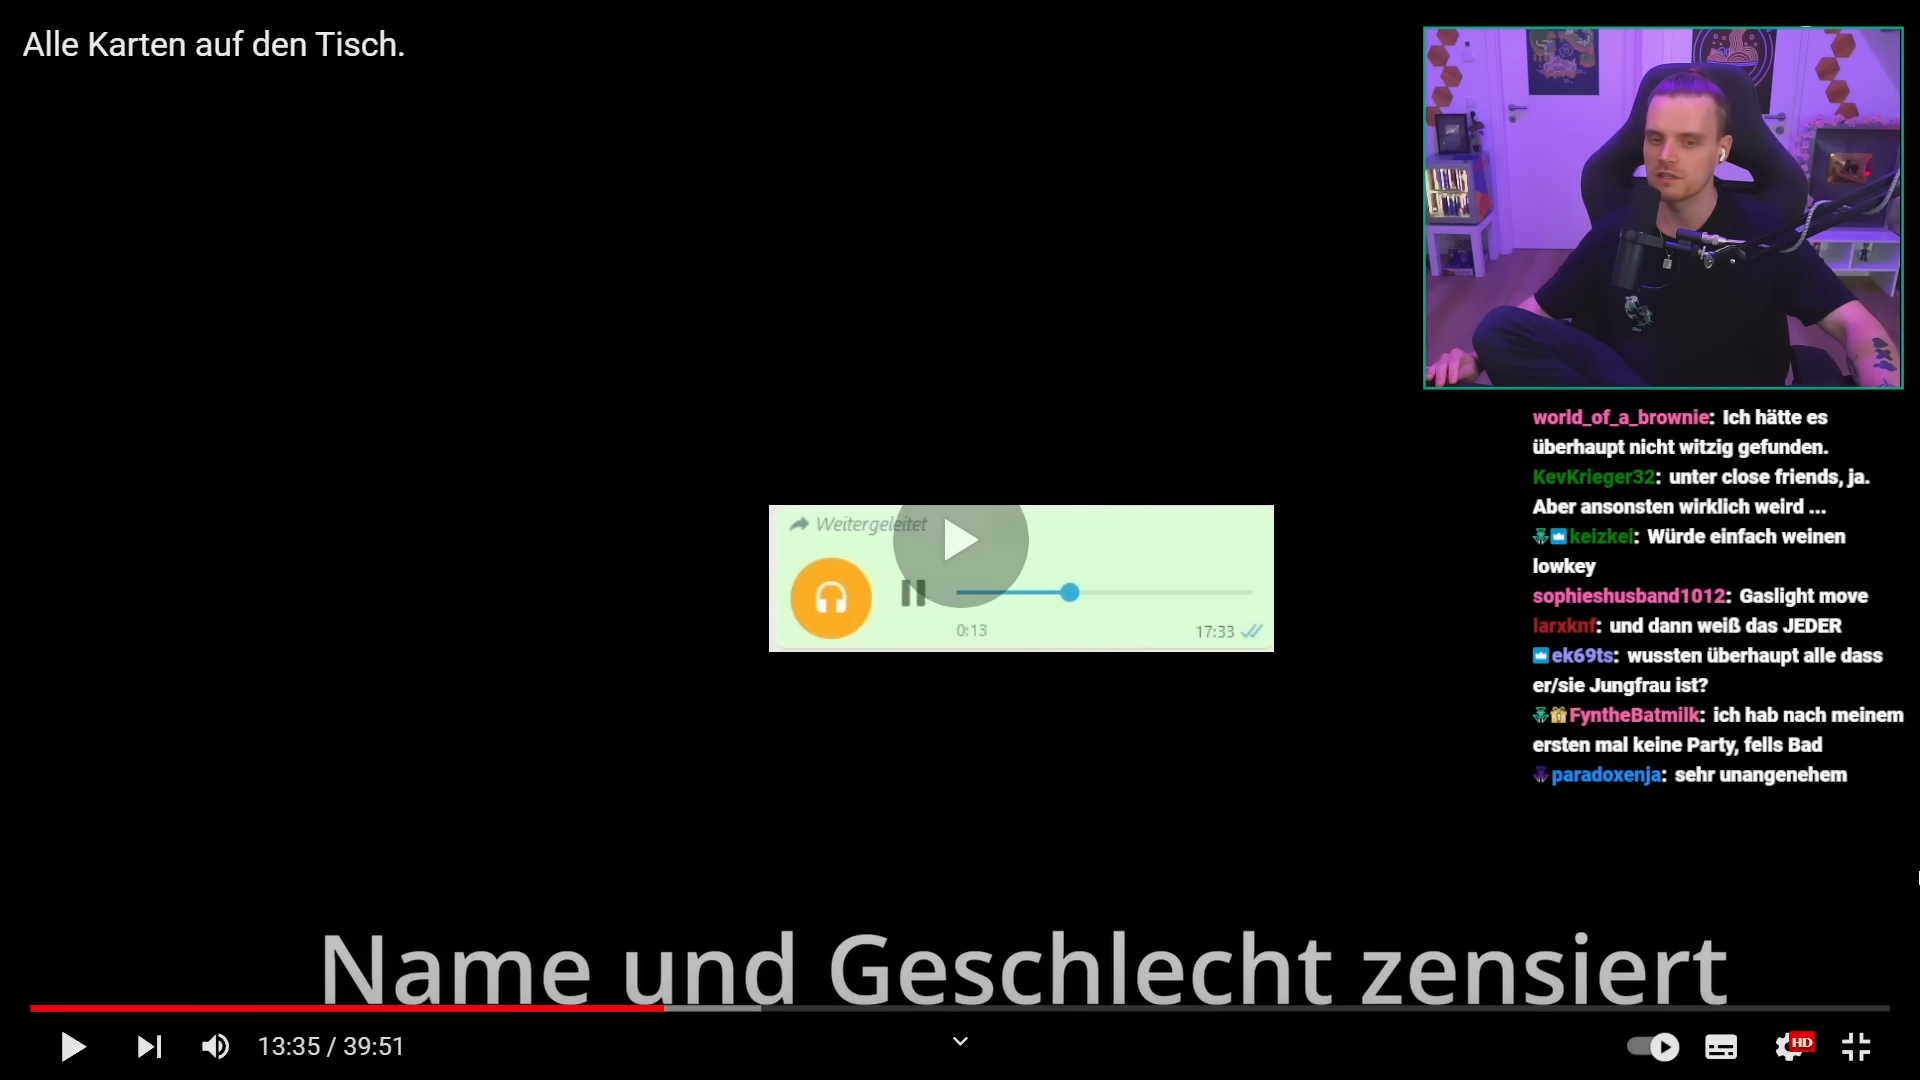 Alle Karten auf den Tisch.
world_of_a_brownie: Ich hätte es
überhaupt nicht witzig gefunden.
KevKrieger32: unter close friends, ja.
Aber ansonsten wirklich weird ...
keizkei: Würde einfach weinen
lowkey
sophieshusband1012: Gaslight move
larxknf: und dann weiß das JEDER
ek69ts: wussten überhaupt alle dass
er/sie Jungfrau ist?
FyntheBatmilk: ich hab nach meinem
ersten mal keine Party, fells Bad
paradoxenja: sehr unangenehem
Weitergeleitet
0:13
17:33
Name und Geschlecht zensiert
13:35 / 39:51
HD